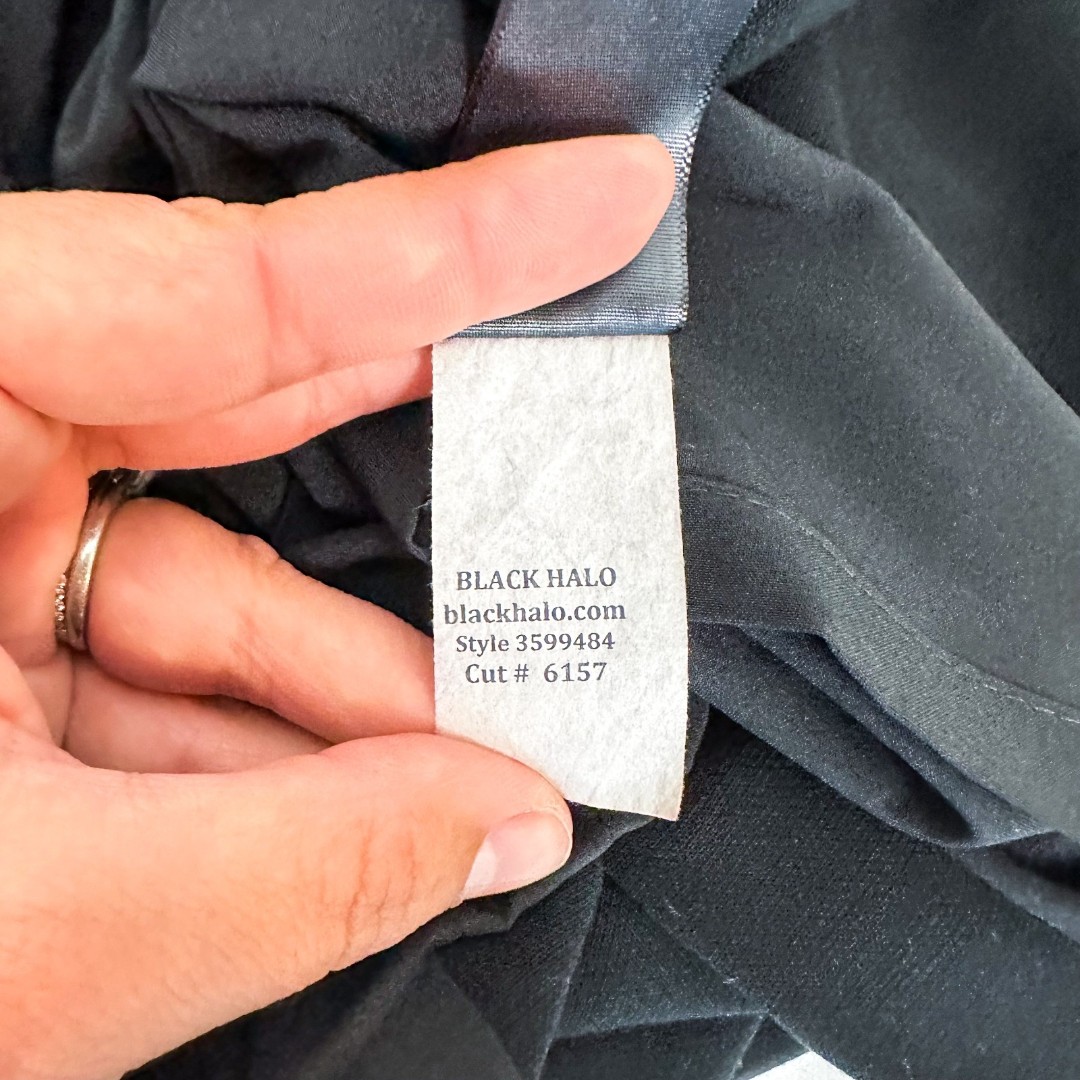 BLACK HALO
blackhalo.com
Style 3599484
Cut # 6157